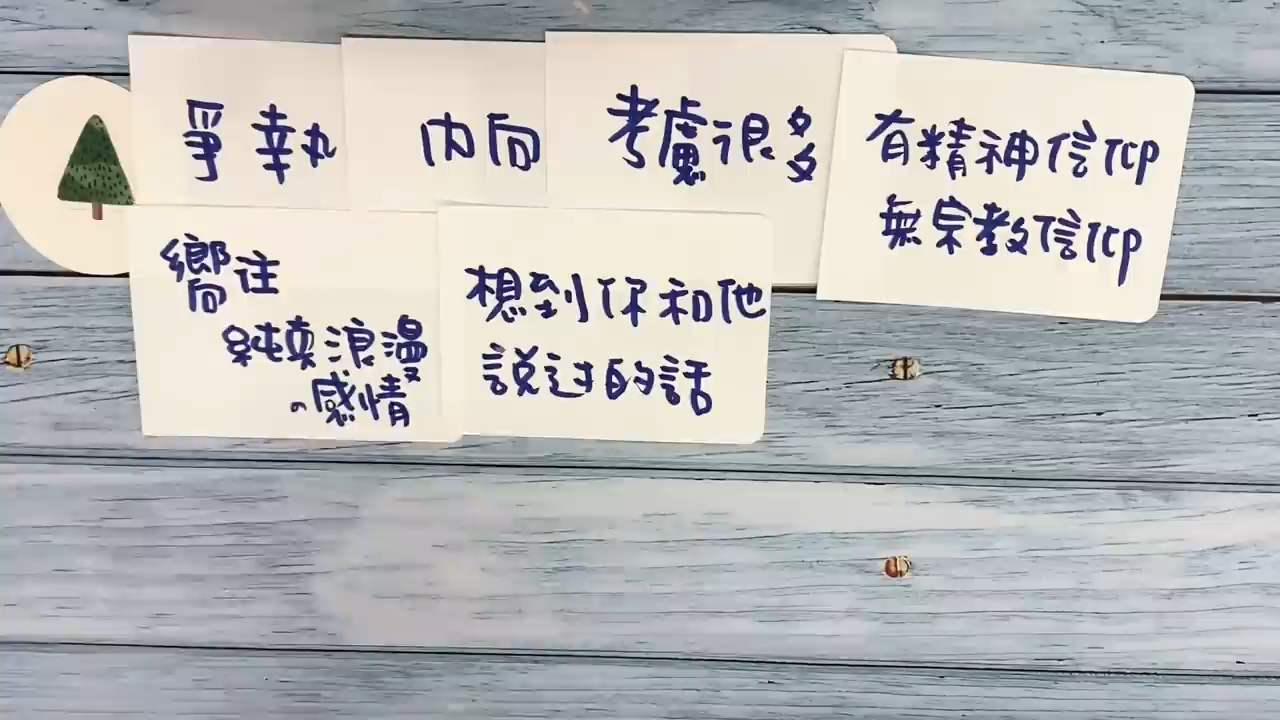 爭執
內向
考慮很多
有精神信仰
無宗教信仰
嚮往
純真浪漫
の感情
想到你和他
說过的話